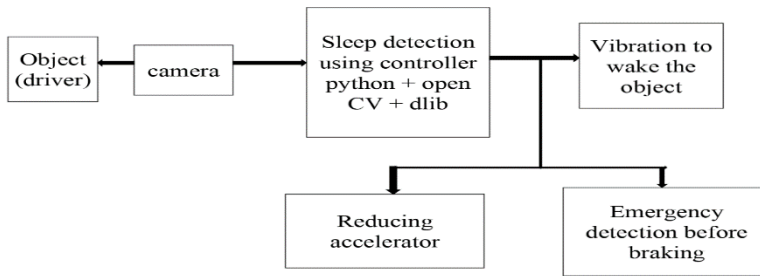 Object
(driver)
camera
Sleep detection
using controller
python + open
CV + dlib
Vibration to
wake the
object
Reducing
accelerator
Emergency
detection before
braking